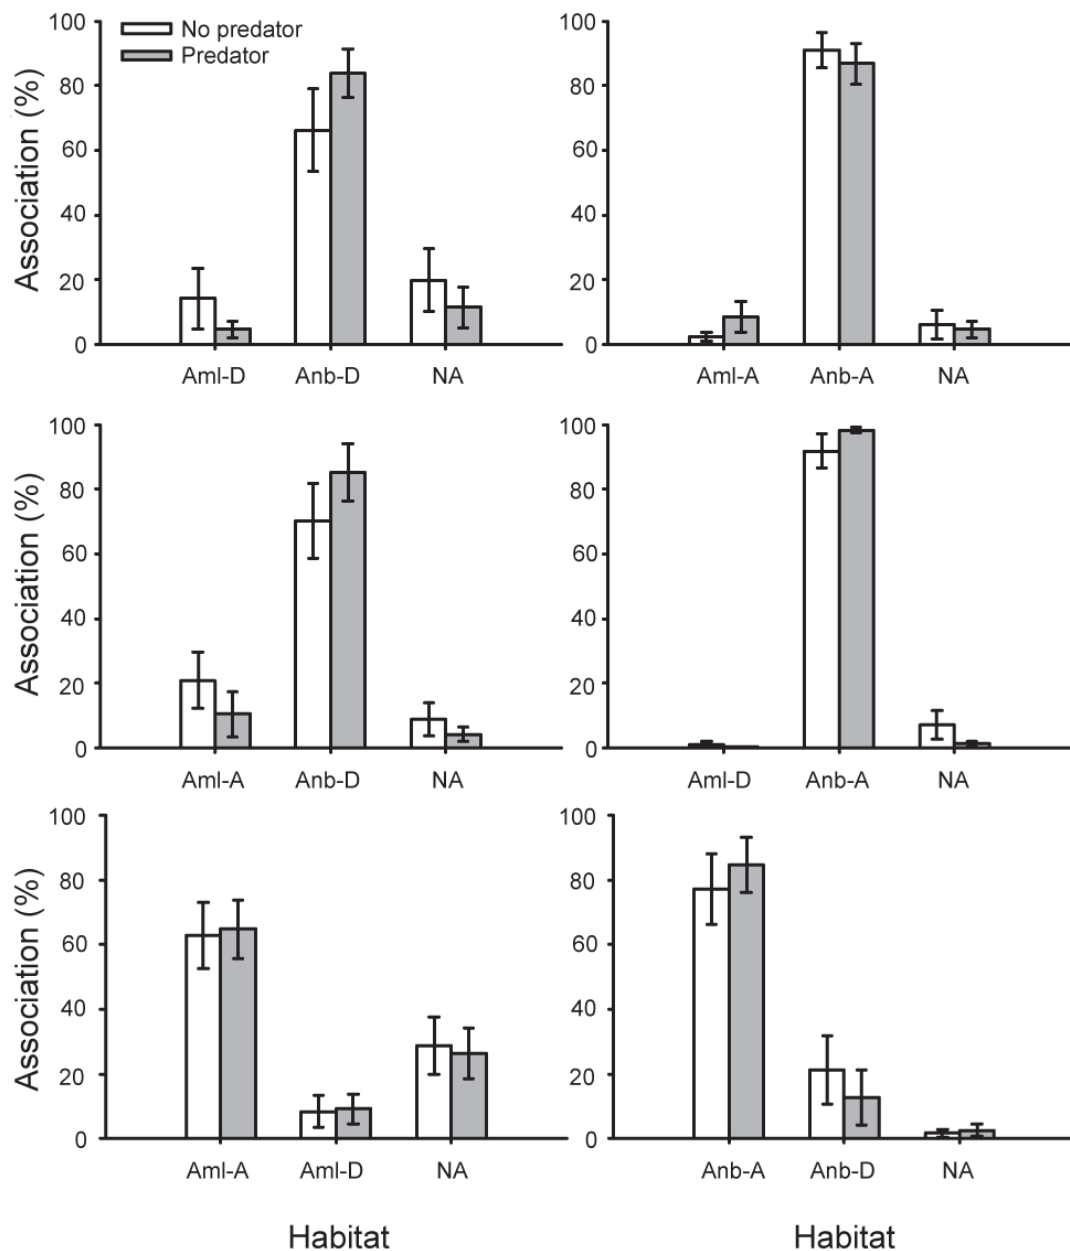 No predator
Predator
Association (%)
100
80
60
40
20
0
Aml-D Anb-D NA
100
80
60
40
20
0
Aml-A Anb-A NA
Association (%)
100
80
60
40
20
0
Aml-A Anb-D NA
100
80
60
40
20
0
Aml-D Anb-A NA
Association (%)
100
80
60
40
20
0
Aml-A Aml-D NA
Habitat
100
80
60
40
20
0
Anb-A Anb-D NA
Habitat